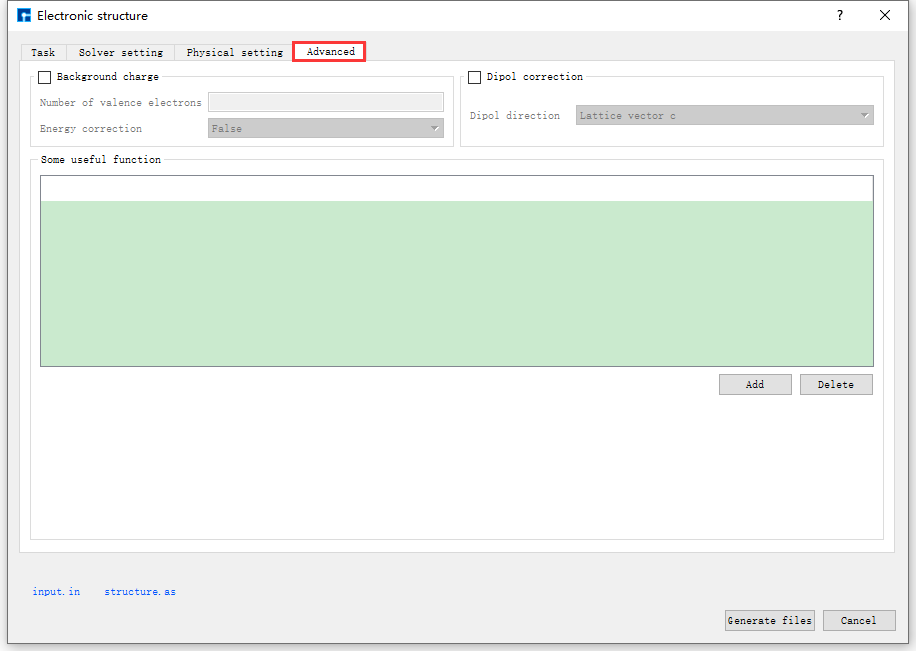 Electronic structure
?
Task Solver setting Physical setting Advanced
Background charge
Number of valence electrons
Energy correction False
Dipol correction
Dipol direction Lattice vector c
Some useful function
Add Delete
input.in structure.as
Generate files Cancel